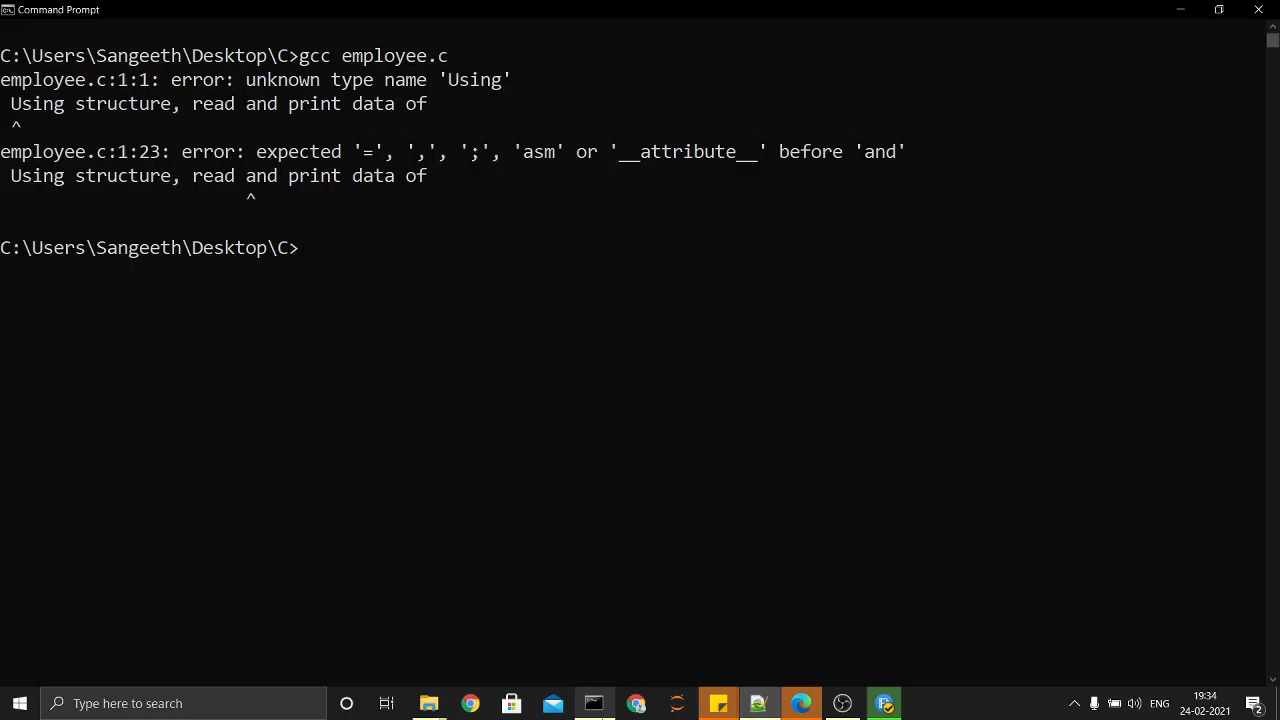 Command Prompt
C:\Users\Sangeeth\Desktop\C>gcc employee.c
employee.c:1:1: error: unknown type name 'Using'
Using structure, read and print data of
^
employee.c:1:23: error: expected '=', ',', ';', 'asm' or '__attribute__' before 'and'
Using structure, read and print data of
^
C:\Users\Sangeeth\Desktop\C>
Type here to search
ENG
19:34
24-02-2021
2